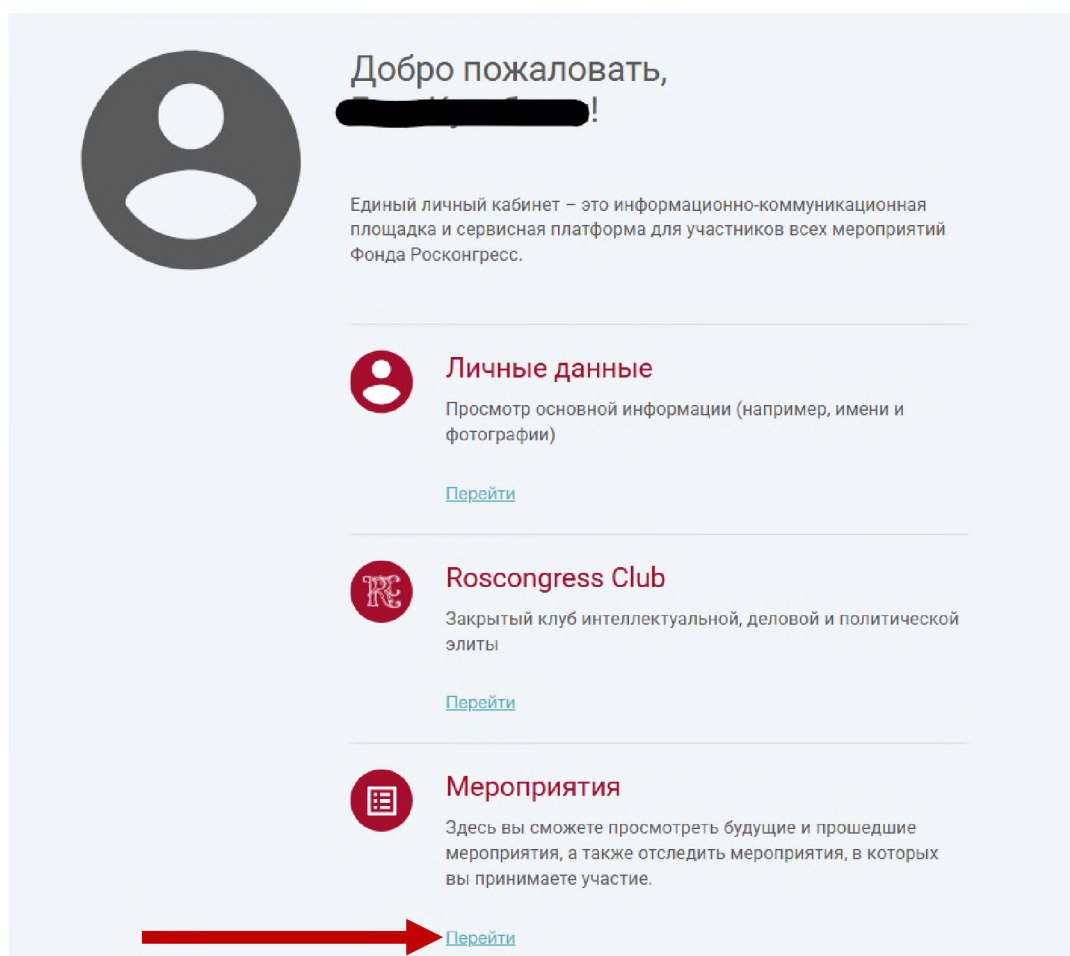 Добро пожаловать,
!
Единый личный кабинет – это информационно-коммуникационная
площадка и сервисная платформа для участников всех мероприятий
Фонда Росконгресс.
Личные данные
Просмотр основной информации (например, имени и
фотографии)
Перейти
Roscongress Club
Закрытый клуб интеллектуальной, деловой и политической
элиты
Перейти
Мероприятия
Здесь вы сможете просмотреть будущие и прошедшие
мероприятия, а также отследить мероприятия, в которых
вы принимаете участие.
Перейти